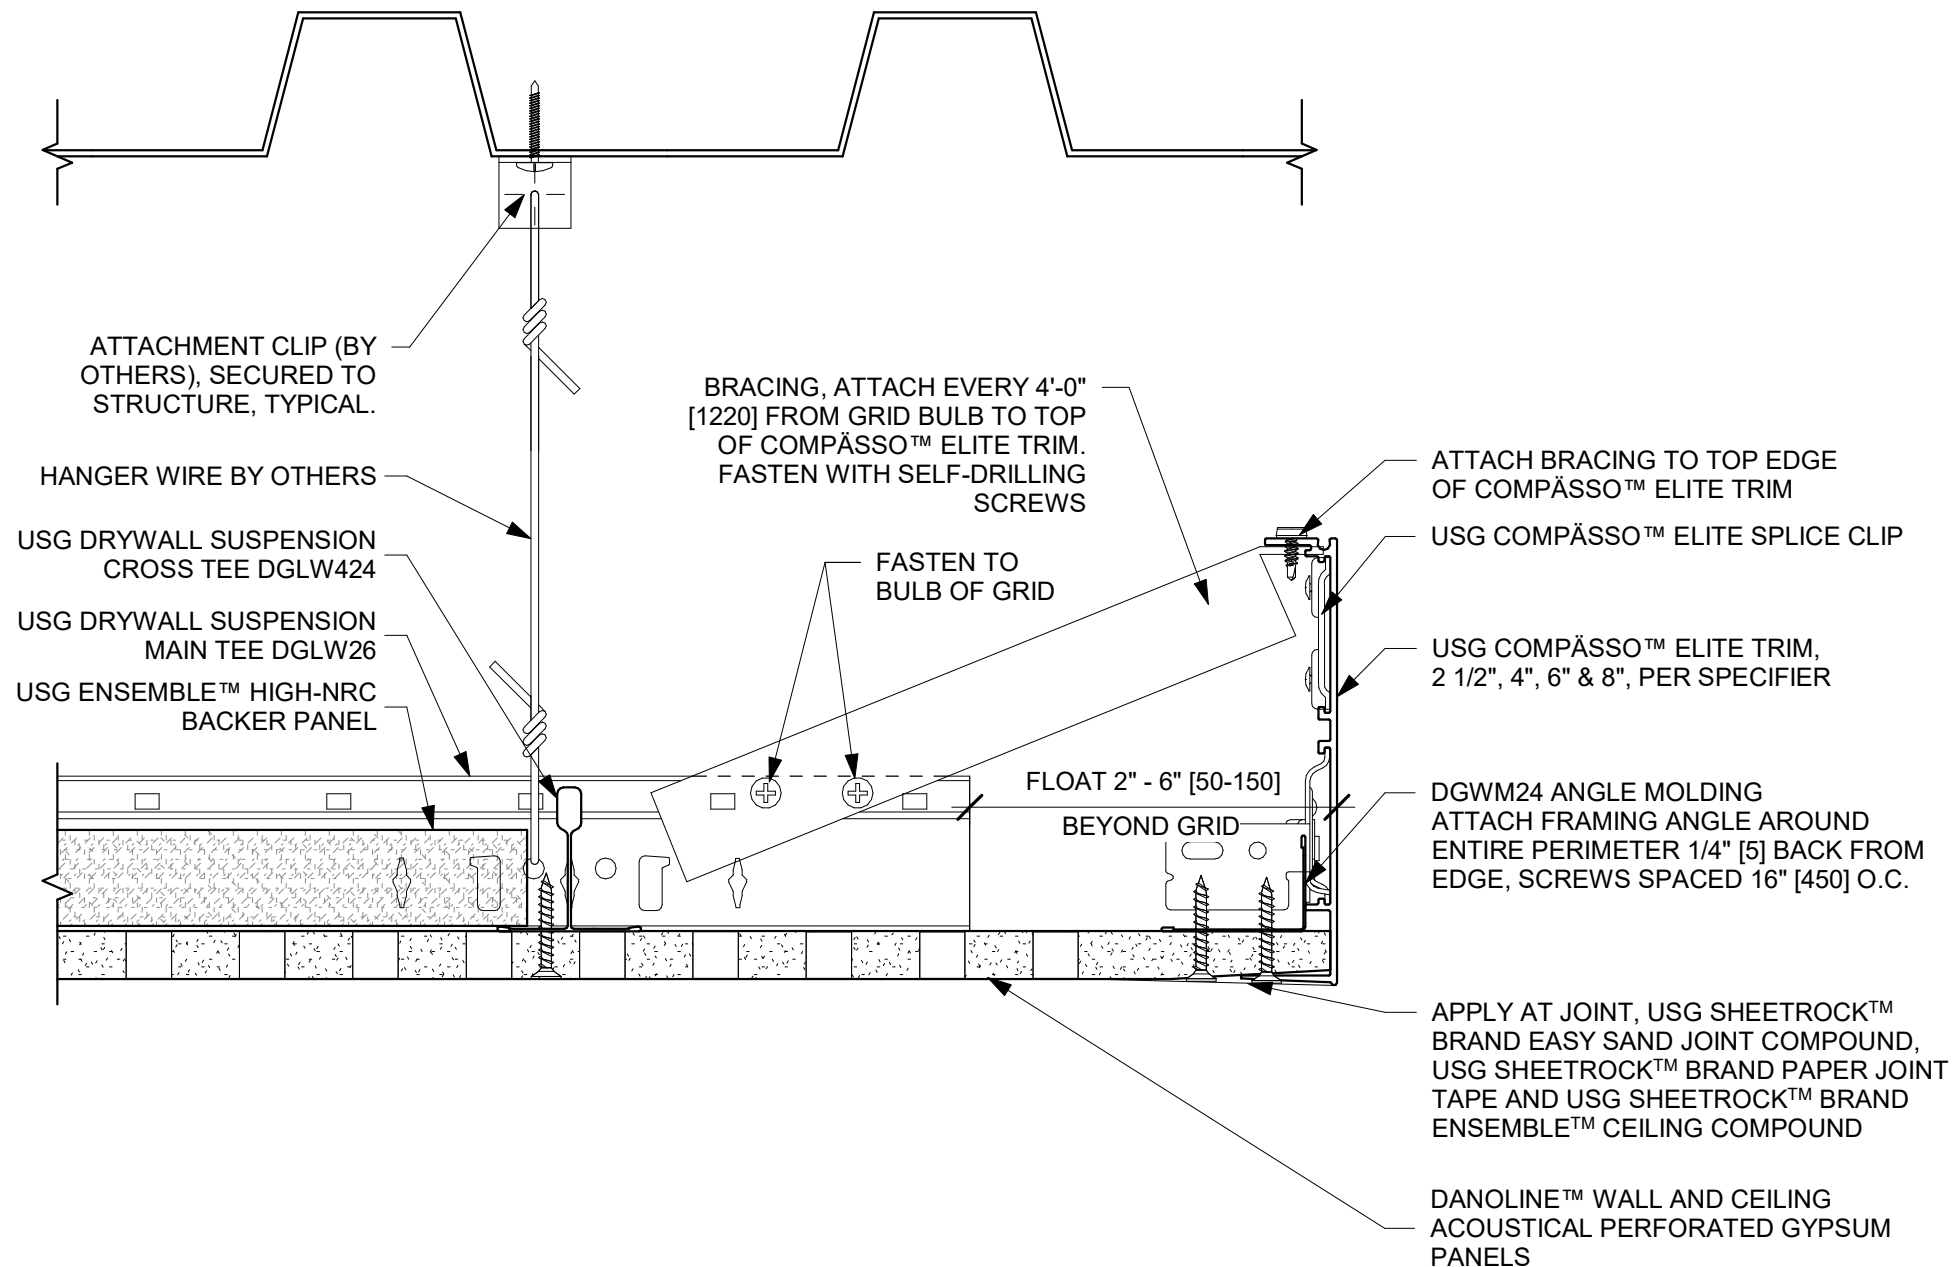 ATTACHMENT CLIP (BY
OTHERS), SECURED TO
STRUCTURE, TYPICAL.
HANGER WIRE BY OTHERS
USG DRYWALL SUSPENSION
CROSS TEE DGLW424
USG DRYWALL SUSPENSION
MAIN TEE DGLW26
USG ENSEMBLE™ HIGH-NRC
BACKER PANEL
BRACING, ATTACH EVERY 4'-0"
[1220] FROM GRID BULB TO TOP
OF COMPÄSSO™ ELITE TRIM.
FASTEN WITH SELF-DRILLING
SCREWS
FASTEN TO
BULB OF GRID
FLOAT 2" - 6" [50-150]
BEYOND GRID
ATTACH BRACING TO TOP EDGE
OF COMPÄSSO™ ELITE TRIM
USG COMPÄSSO™ ELITE SPLICE CLIP
USG COMPÄSSO™ ELITE TRIM,
2 1/2", 4", 6" & 8", PER SPECIFIER
DGWM24 ANGLE MOLDING
ATTACH FRAMING ANGLE AROUND
ENTIRE PERIMETER 1/4" [5] BACK FROM
EDGE, SCREWS SPACED 16" [450] O.C.
APPLY AT JOINT, USG SHEETROCK™
BRAND EASY SAND JOINT COMPOUND,
USG SHEETROCK™ BRAND PAPER JOINT
TAPE AND USG SHEETROCK™ BRAND
ENSEMBLE™ CEILING COMPOUND
DANOLINE™ WALL AND CEILING
ACOUSTICAL PERFORATED GYPSUM
PANELS